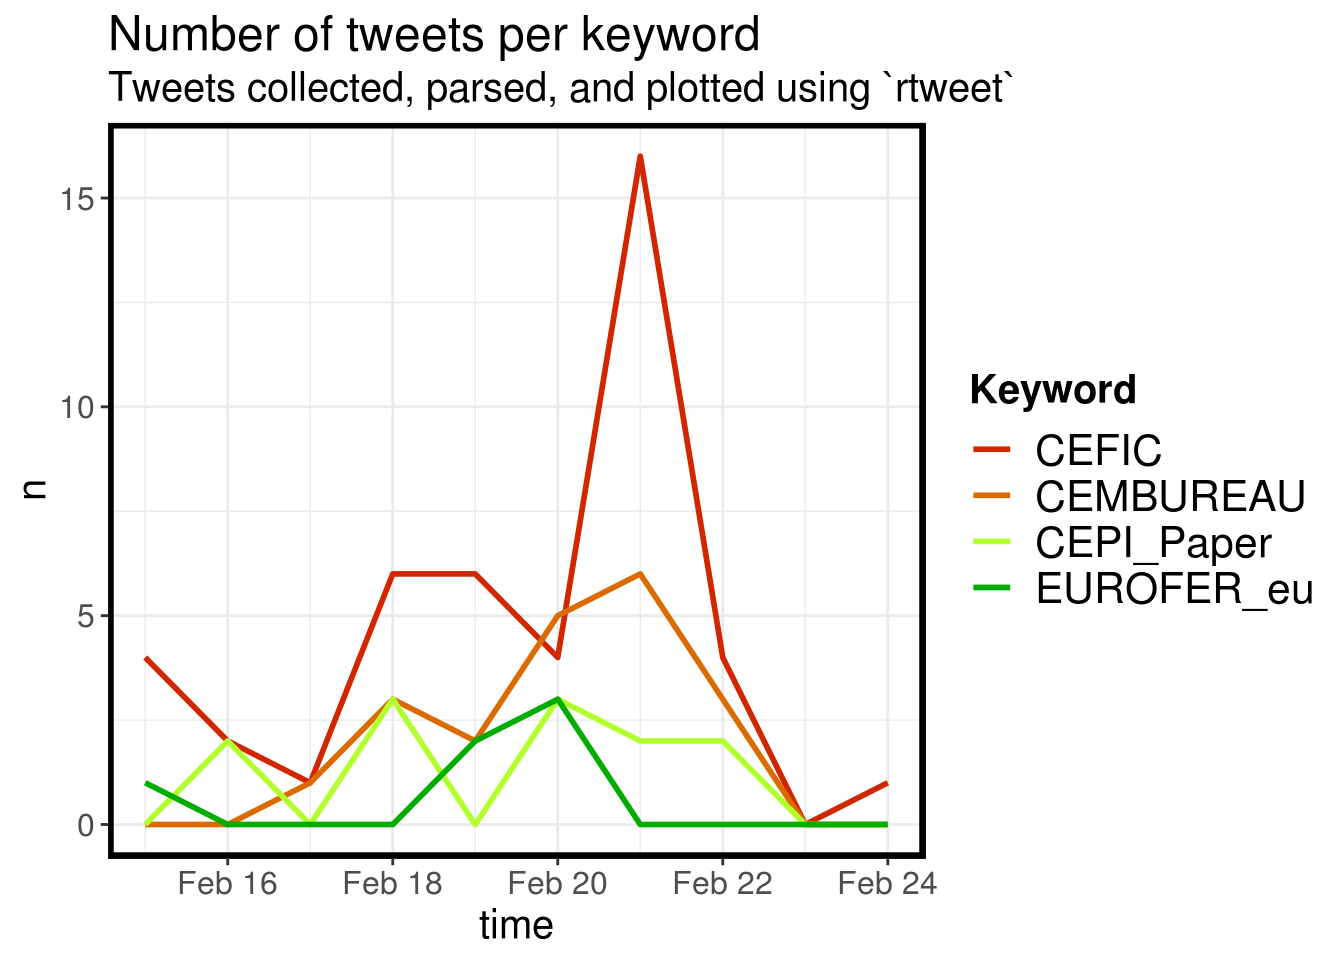 Number of tweets per keyword
Tweets collected, parsed, and plotted using `rtweet`
15
10
5
0
n
Feb 16 Feb 18 Feb 20 Feb 22 Feb 24
time
Keyword
CEFIC
CEMBUREAU
CEPI_Paper
EUROFER_eu